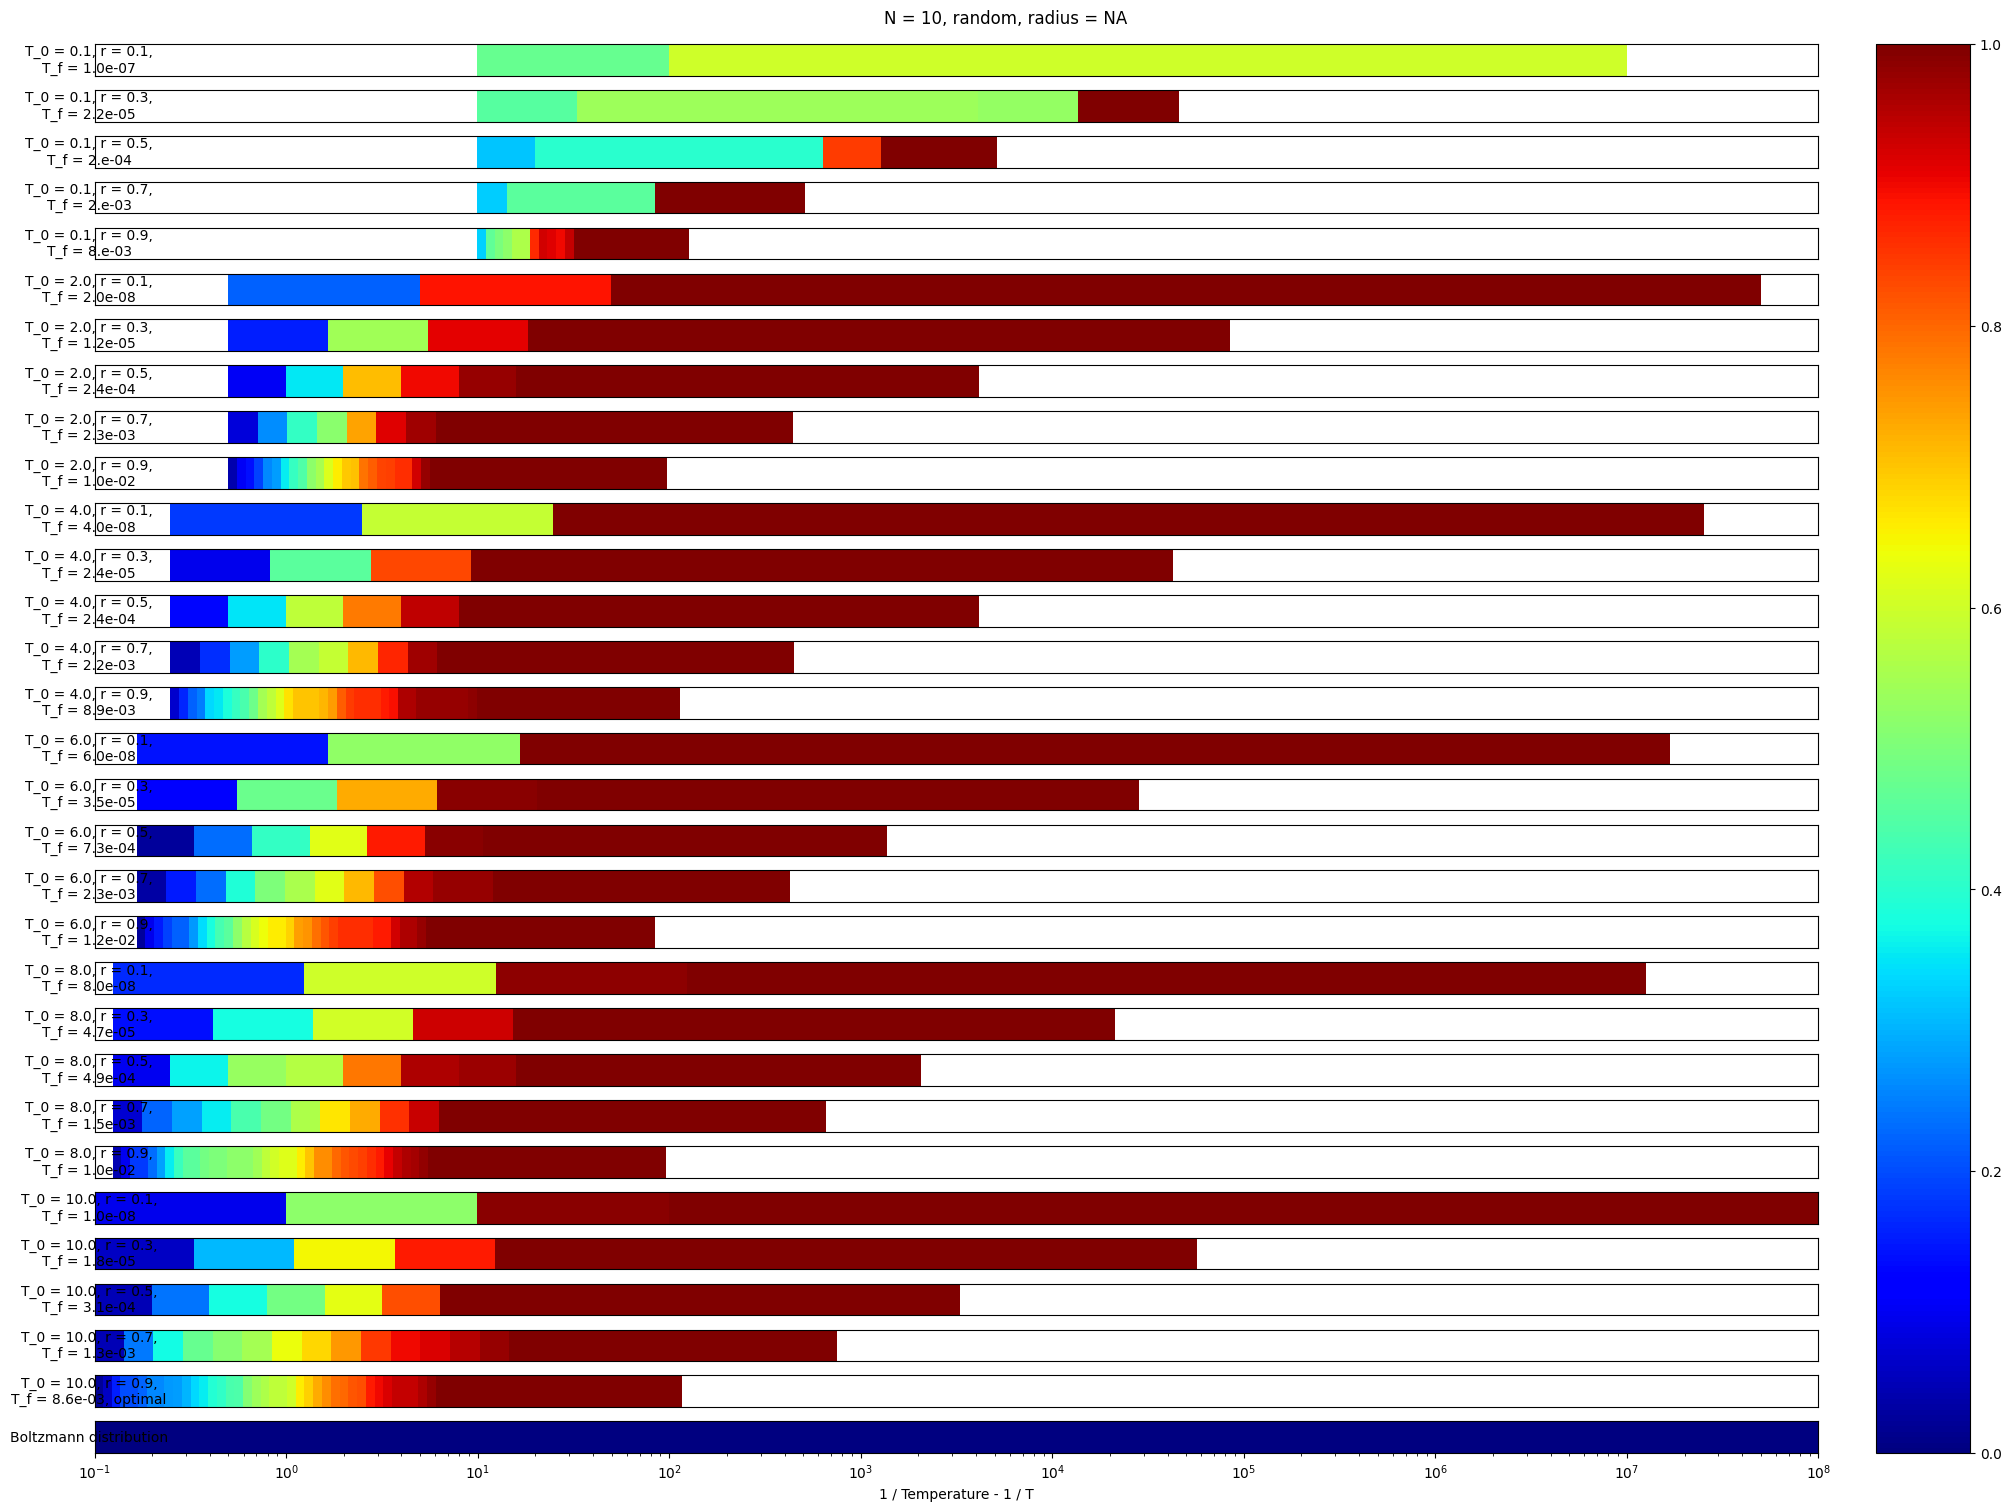 N = 10, random, radius = NA
T_0 = 0.1, r = 0.1,
T_f = 1.0e-07
T_0 = 0.1, r = 0.3,
T_f = 2.2e-05
T_0 = 0.1, r = 0.5,
T_f = 2.e-04
T_0 = 0.1, r = 0.7,
T_f = 2.e-03
T_0 = 0.1, r = 0.9,
T_f = 8.e-03
T_0 = 2.0, r = 0.1,
T_f = 2.0e-08
T_0 = 2.0, r = 0.3,
T_f = 1.2e-05
T_0 = 2.0, r = 0.5,
T_f = 2.4e-04
T_0 = 2.0, r = 0.7,
T_f = 2.3e-03
T_0 = 2.0, r = 0.9,
T_f = 1.0e-02
T_0 = 4.0, r = 0.1,
T_f = 4.0e-08
T_0 = 4.0, r = 0.3,
T_f = 2.4e-05
T_0 = 4.0, r = 0.5,
T_f = 2.4e-04
T_0 = 4.0, r = 0.7,
T_f = 2.2e-03
T_0 = 4.0, r = 0.9,
T_f = 8.9e-03
T_0 = 6.0, r = 0.1,
T_f = 6.0e-08
T_0 = 6.0, r = 0.3,
T_f = 3.5e-05
T_0 = 6.0, r = 0.5,
T_f = 7.3e-04
T_0 = 6.0, r = 0.7,
T_f = 2.3e-03
T_0 = 6.0, r = 0.9,
T_f = 1.2e-02
T_0 = 8.0, r = 0.1,
T_f = 8.0e-08
T_0 = 8.0, r = 0.3,
T_f = 4.7e-05
T_0 = 8.0, r = 0.5,
T_f = 4.9e-04
T_0 = 8.0, r = 0.7,
T_f = 1.5e-03
T_0 = 8.0, r = 0.9,
T_f = 1.0e-02
T_0 = 10.0, r = 0.1,
T_f = 1.0e-08
T_0 = 10.0, r = 0.3,
T_f = 1.8e-05
T_0 = 10.0, r = 0.5,
T_f = 3.1e-04
T_0 = 10.0, r = 0.7,
T_f = 1.3e-03
T_0 = 10.0, r = 0.9,
T_f = 8.6e-03, optimal
Boltzmann distribution
10⁻¹ 10⁰ 10¹ 10² 10³ 10⁴ 10⁵ 10⁶ 10⁷ 10⁸
1 / Temperature - 1 / T
1.0
0.8
0.6
0.4
0.2
0.0